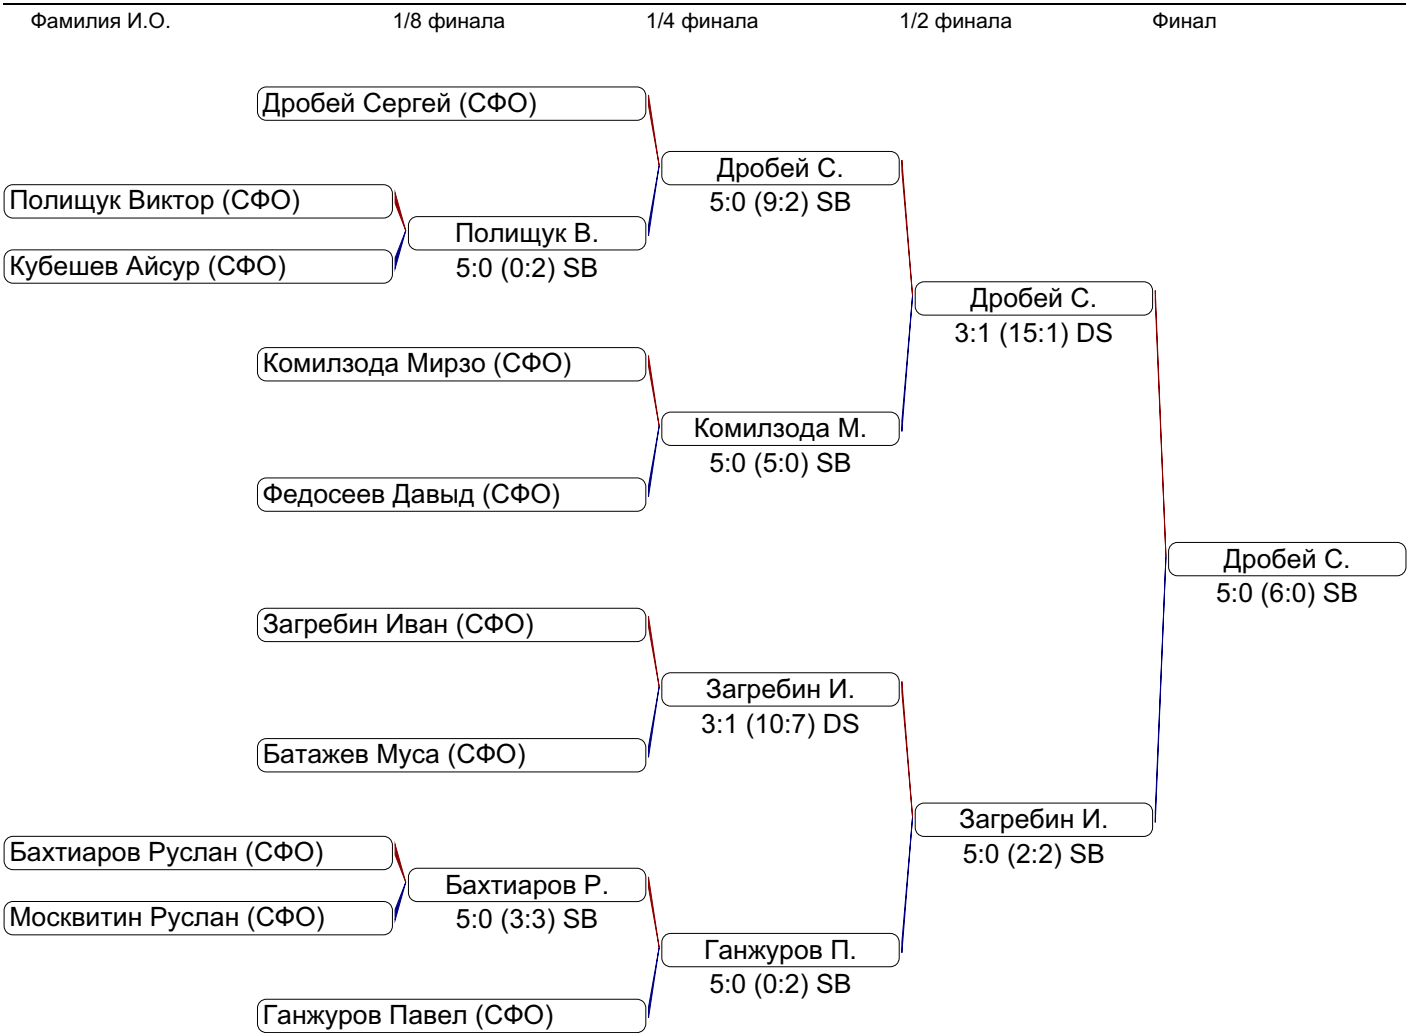 Фамилия И.О. 1/8 финала 1/4 финала 1/2 финала Финал
Дробей Сергей (СФО)
Дробей С.
5:0 (9:2) SB
Полищук Виктор (СФО)
Полищук В.
5:0 (0:2) SB
Кубешев Айсур (СФО)
Дробей С.
3:1 (15:1) DS
Комилзода Мирзо (СФО)
Комилзода М.
5:0 (5:0) SB
Федосеев Давыд (СФО)
Дробей С.
5:0 (6:0) SB
Загребин Иван (СФО)
Загребин И.
3:1 (10:7) DS
Батажев Муса (СФО)
Загребин И.
5:0 (2:2) SB
Бахтиаров Руслан (СФО)
Бахтиаров Р.
5:0 (3:3) SB
Москвитин Руслан (СФО)
Ганжуров П.
5:0 (0:2) SB
Ганжуров Павел (СФО)